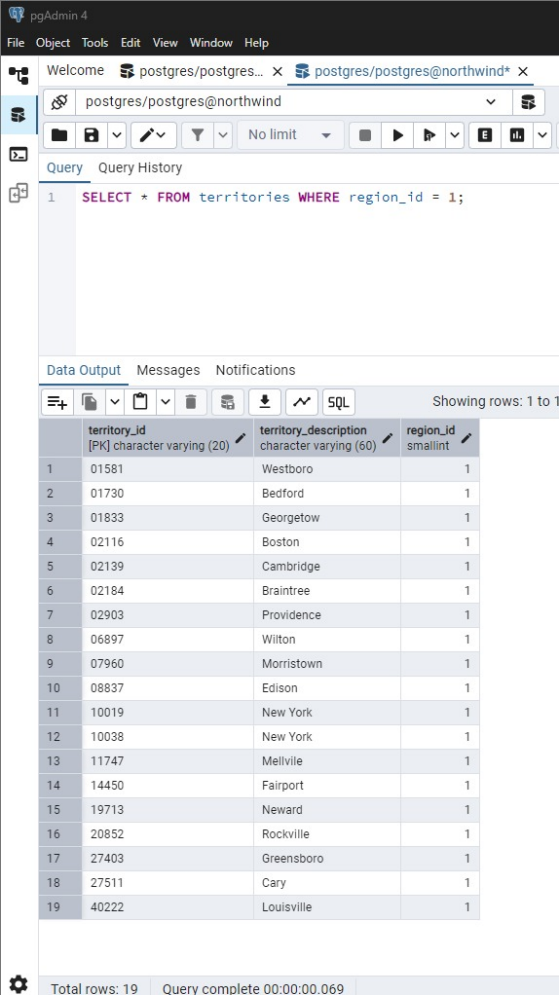 pgAdmin 4
File Object Tools Edit View Window Help
Welcome postgres/postgres... postgres/postgres@northwind*
postgres/postgres@northwind
No limit E
Query Query History
1 SELECT * FROM territories WHERE region_id = 1;
Data Output Messages Notifications
SQL Showing rows: 1 to 1
territory_id territory_description region_id
[PK] character varying (20) character varying (60) smallint
1 01581 Westboro 1
2 01730 Bedford 1
3 01833 Georgetow 1
4 02116 Boston 1
5 02139 Cambridge 1
6 02184 Braintree 1
7 02903 Providence 1
8 06897 Wilton 1
9 07960 Morristown 1
10 08837 Edison 1
11 10019 New York 1
12 10038 New York 1
13 11747 Mellvile 1
14 14450 Fairport 1
15 19713 Neward 1
16 20852 Rockville 1
17 27403 Greensboro 1
18 27511 Cary 1
19 40222 Louisville 1
Total rows: 19 Query complete 00:00:00.069